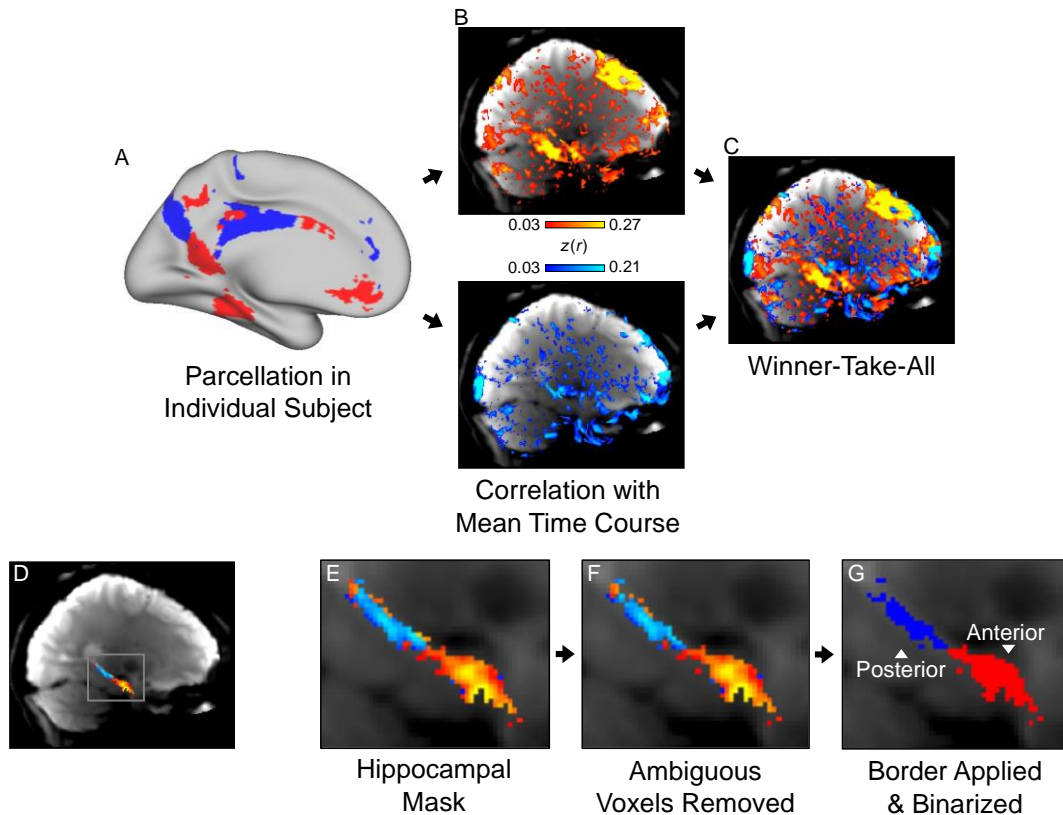 A
B
C
0.03 0.27
z(r)
0.03 0.21
Parcellation in
Individual Subject
Winner-Take-All
Correlation with
Mean Time Course
D
E
F
G
Anterior
Posterior
Hippocampal
Mask
Ambiguous
Voxels Removed
Border Applied
& Binarized